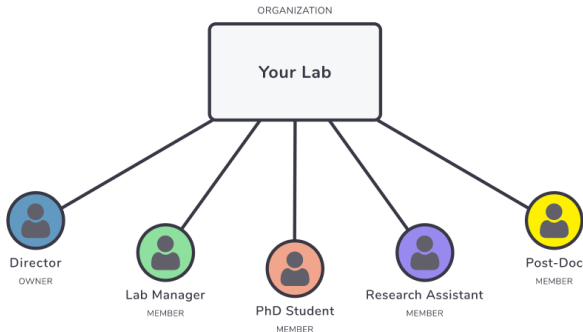 ORGANIZATION
Your Lab
Director
OWNER
Lab Manager
MEMBER
PhD Student
MEMBER
Research Assistant
MEMBER
Post-Doc
MEMBER